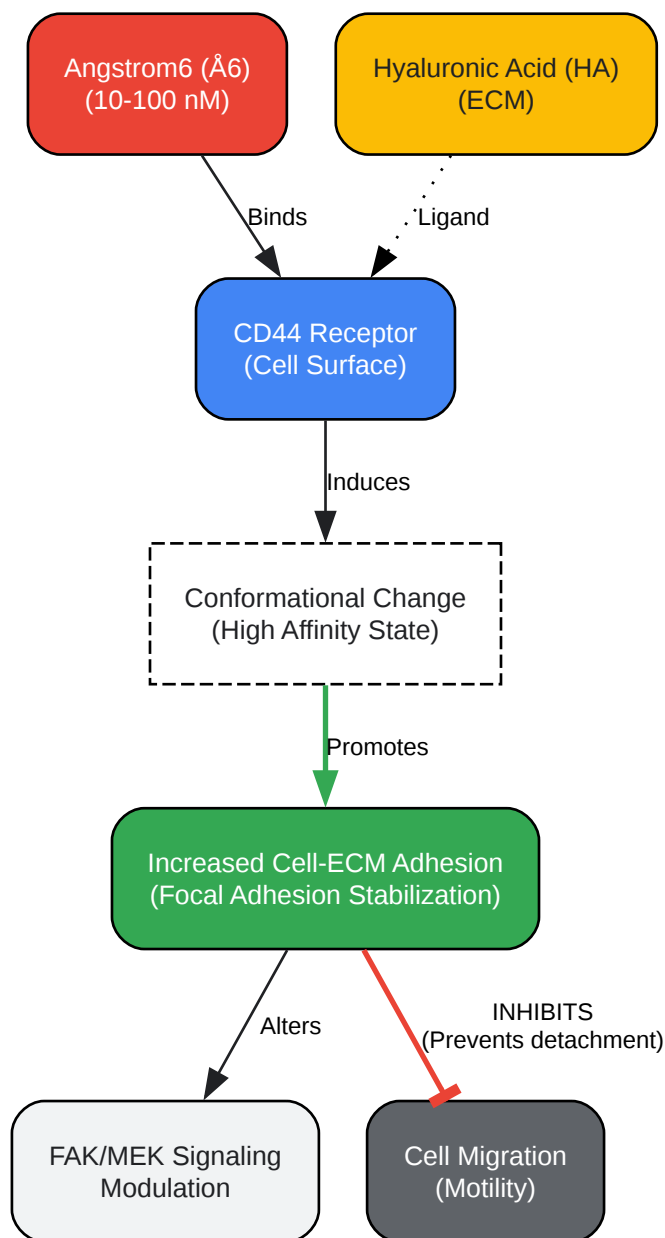 Angstrom6 (Å6)
(10-100 nM)
Hyaluronic Acid (HA)
(ECM)
Binds
Ligand
CD44 Receptor
(Cell Surface)
Induces
Conformational Change
(High Affinity State)
Promotes
Increased Cell-ECM Adhesion
(Focal Adhesion Stabilization)
Alters
INHIBITS
(Prevents detachment)
FAK/MEK Signaling
Modulation
Cell Migration
(Motility)